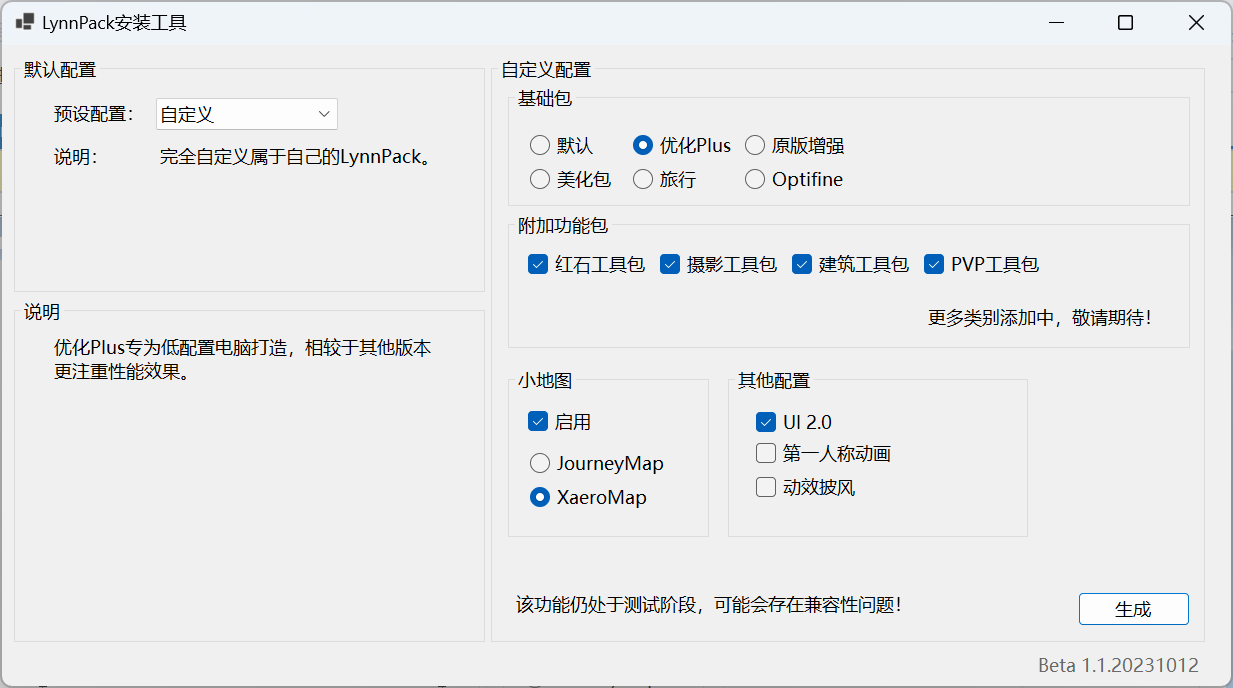 LynnPack安装工具
默认配置
预设配置：
自定义
说明：
完全自定义属于自己的LynnPack。
说明
优化Plus专为低配置电脑打造，相较于其他版本
更注重性能效果。
自定义配置
基础包
默认 优化Plus 原版增强
美化包 旅行 Optifine
附加功能包
红石工具包 摄影工具包 建筑工具包 PVP工具包
更多类别添加中，敬请期待！
小地图
启用
JourneyMap
XaeroMap
其他配置
UI 2.0
第一人称动画
动效披风
该功能仍处于测试阶段，可能会存在兼容性问题！
生成
Beta 1.1.20231012